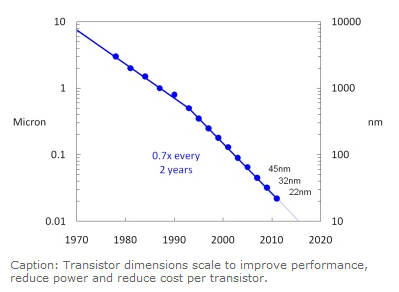 10 10000
1 1000
Micron nm
0.1 100
0.7x every
2 years
45nm
32nm
22nm
0.01 10
1970 1980 1990 2000 2010 2020
Caption: Transistor dimensions scale to improve performance,
reduce power and reduce cost per transistor.